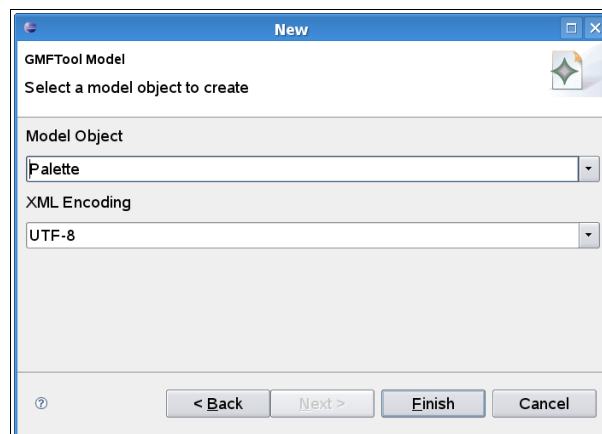 New
GMFTool Model
Select a model object to create
Model Object
Palette
XML Encoding
UTF-8
? < Back Next > Finish Cancel